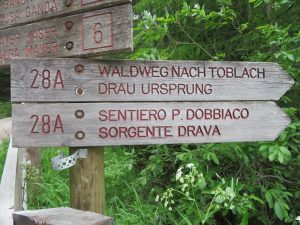 6
28A WALDWEG NACH TOBLACH
DRAU URSPRUNG
28A SENTIERO P. DOBBIACO
SORGENTE DRAVA